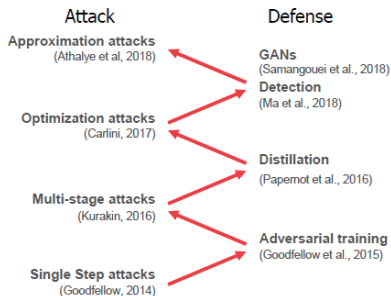 Attack
Defense
Approximation attacks
(Athalye et al, 2018)
GANs
(Samangouei et al., 2018)
Detection
(Ma et al., 2018)
Optimization attacks
(Carlini, 2017)
Distillation
(Papernot et al., 2016)
Multi-stage attacks
(Kurakin, 2016)
Adversarial training
(Goodfellow et al., 2015)
Single Step attacks
(Goodfellow, 2014)